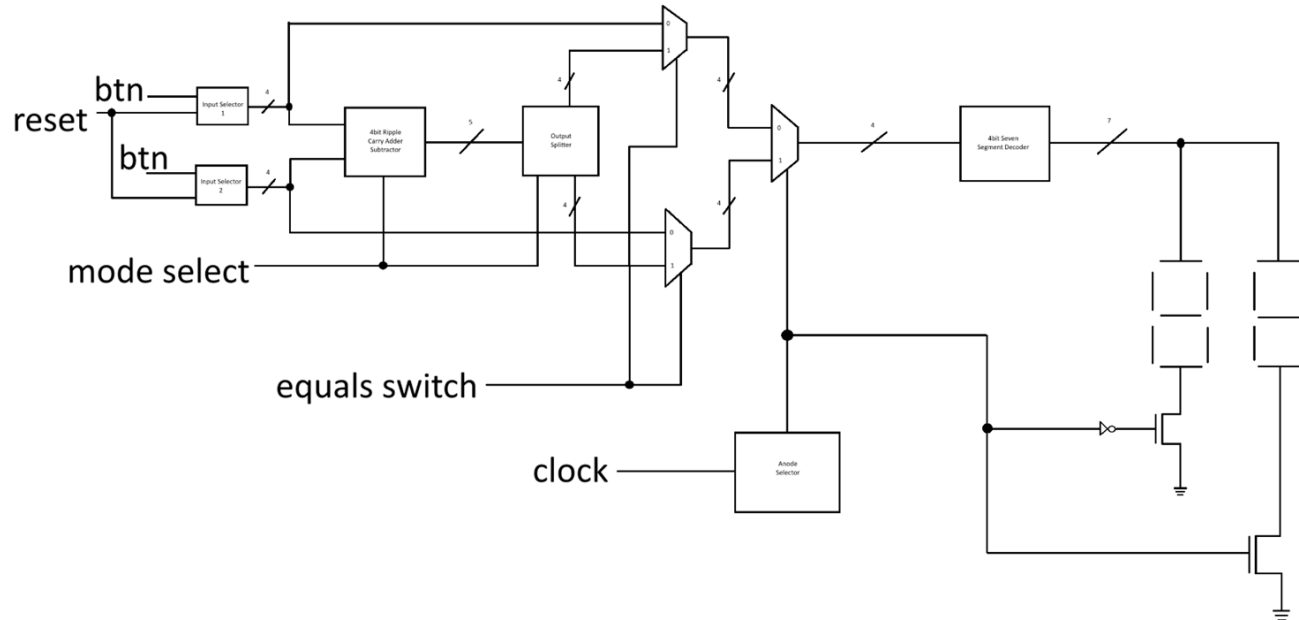 0
1
4
btn
Input Selector
1
4
reset
4bit Ripple
Carry Adder
Subtractor
5
Output
Splitter
4
0
1
4
4bit Seven
Segment Decoder
7
btn
Input Selector
2
4
4
4
0
1
mode select
equals switch
clock
Anode
Selector